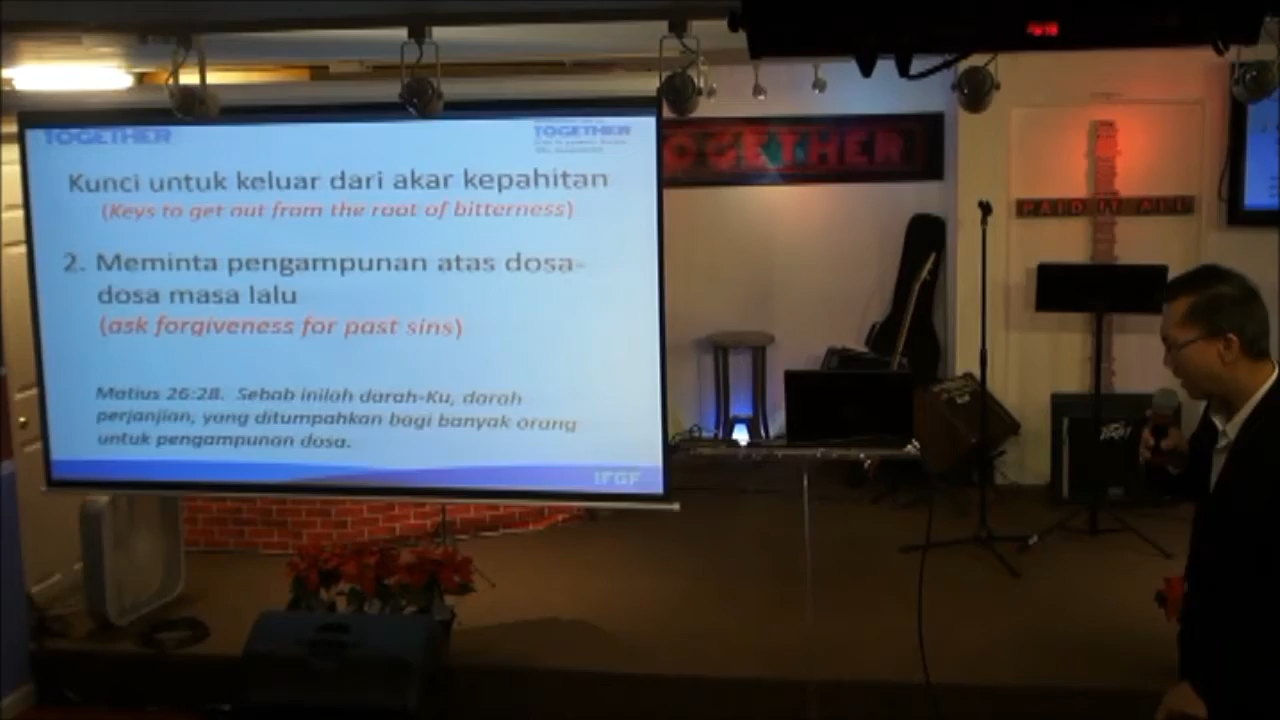 TOGETHER
TOGETHER
Kunci untuk keluar dari akar kepahitan
(Keys to get out from the root of bitterness)
2. Meminta pengampunan atas dosa-
dosa masa lalu
(ask forgiveness for past sins)
Matius 26:28. Sebab inilah darah-Ku, darah
perjanjian, yang ditumpahkan bagi banyak orang
untuk pengampunan dosa.
IFGF
TOGETHER
PAID IT ALL
PEAVEY